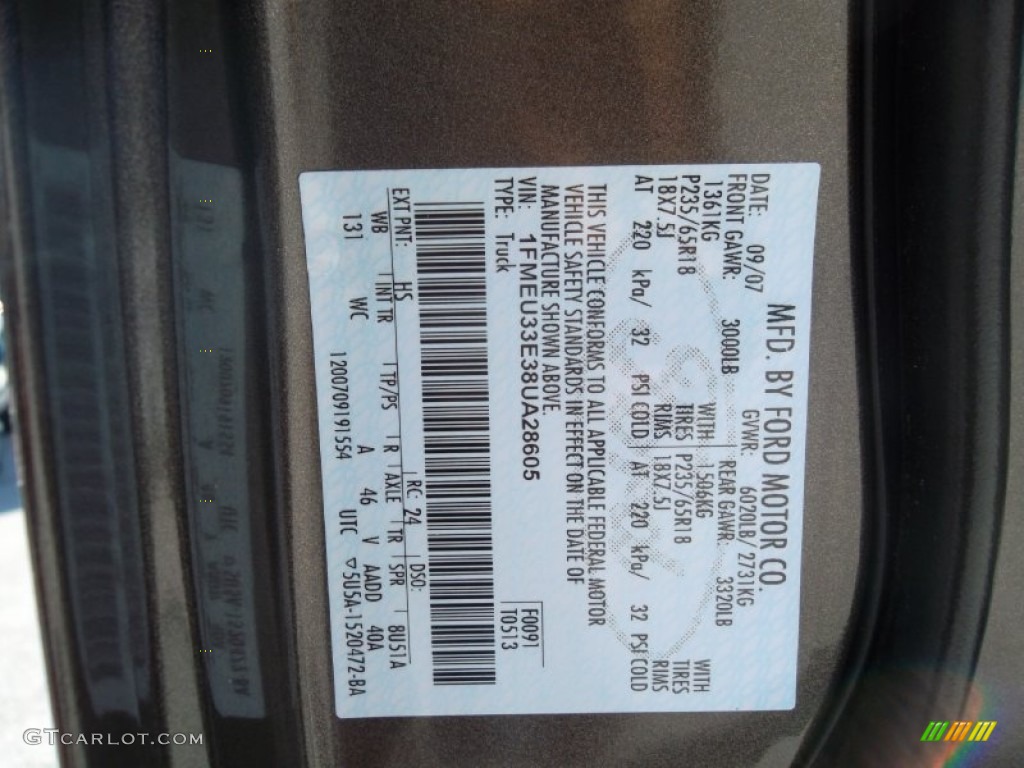 MFD. BY FORD MOTOR CO.
DATE: 09/07 GVWR: 6020LB/ 2731KG
FRONT GAWR: 3000LB REAR GAWR: 3320LB
1361KG WITH 1506KG WITH
P235/65R18 TIRES P235/65R18 TIRES
18X7.5J RIMS 18X7.5J RIMS
AT 220 kPa/ 32 PSI COLD AT 220 kPa/ 32 PSI COLD
THIS VEHICLE CONFORMS TO ALL APPLICABLE FEDERAL MOTOR
VEHICLE SAFETY STANDARDS IN EFFECT ON THE DATE OF
MANUFACTURE SHOWN ABOVE.
VIN: 1FMEU33E38UA28605 F0091
TYPE: Truck T0513
EXT PNT: HS RC 24 DSO:
WB INT TR TP/PS R AXLE TR SPR 8U51A
131 WC A 46 V AADD 40A
1200709191554 UTC ▽5U5A-1520472-BA
GTCARLOT.COM